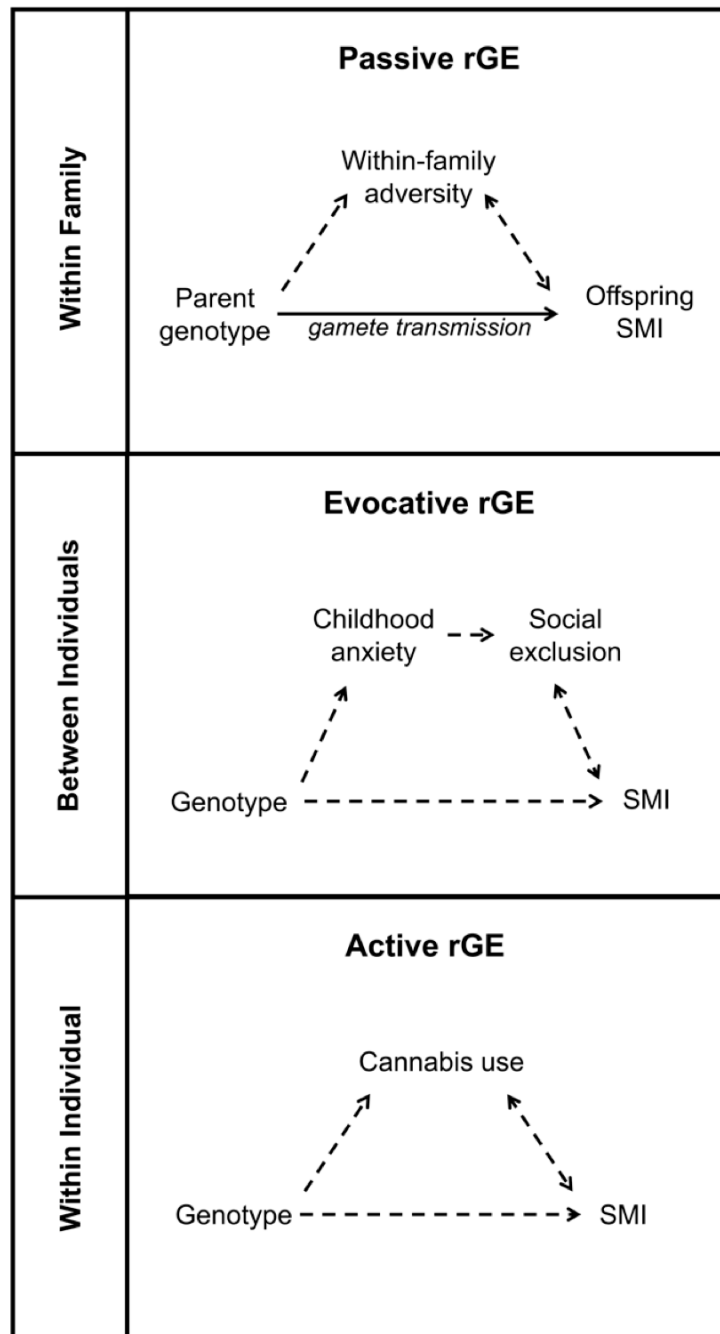 Within Family
Passive rGE
Within-family
adversity
Parent
genotype
gamete transmission
Offspring
SMI
Between Individuals
Evocative rGE
Childhood
anxiety
Social
exclusion
Genotype
SMI
Within Individual
Active rGE
Cannabis use
Genotype
SMI